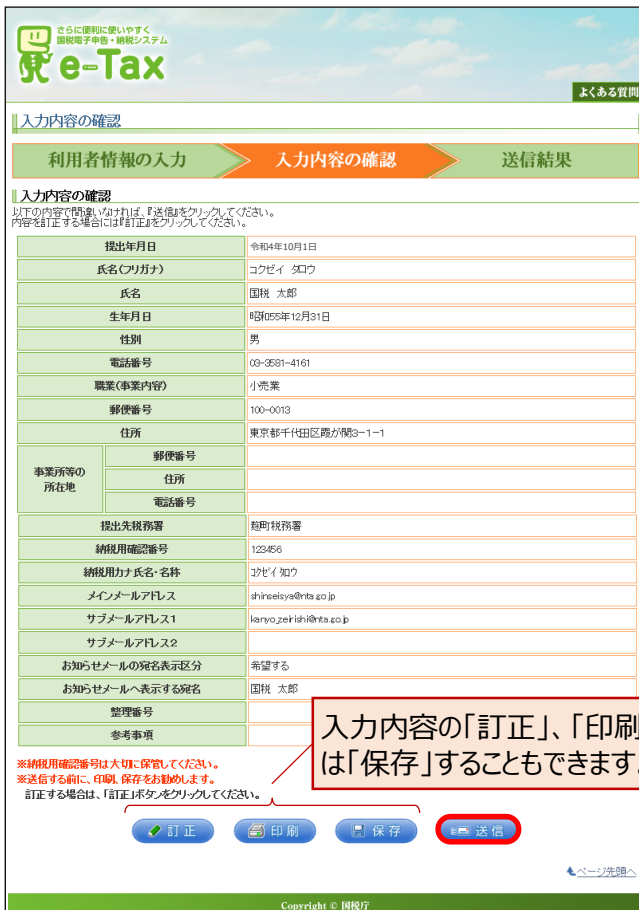 さらに便利に使いやすく
国税電子申告・納税システム
e-Tax
よくある質問
入力内容の確認
利用者情報の入力 入力内容の確認 送信結果
入力内容の確認
以下の内容で間違いなければ、『送信』をクリックしてください。
内容を訂正する場合には『訂正』をクリックしてください。
提出年月日 令和4年10月1日
氏名(フリガナ) コクゼイ タロウ
氏名 国税 太郎
生年月日 昭和55年12月31日
性別 男
電話番号 03-3581-4161
職業(事業内容) 小売業
郵便番号 100-0013
住所 東京都千代田区霞が関3-1-1
事業所等の所在地 郵便番号
住所
電話番号
提出先税務署 麹町税務署
納税用確認番号 123456
納税用カナ氏名・名称 コクゼイ タロウ
メインメールアドレス shinseisya@nta.go.jp
サブメールアドレス1 kanyo_zeirishi@nta.go.jp
サブメールアドレス2
お知らせメールの宛名表示区分 希望する
お知らせメールへ表示する宛名 国税 太郎
整理番号
参考事項
入力内容の「訂正」、「印刷
は「保存」することもできます。
※納税用確認番号は大切に保管してください。
※送信する前に、印刷、保存をお勧めします。
訂正する場合は、「訂正」ボタンをクリックしてください。
訂正 印刷 保存 送信
ページ先頭へ
Copyright © 国税庁